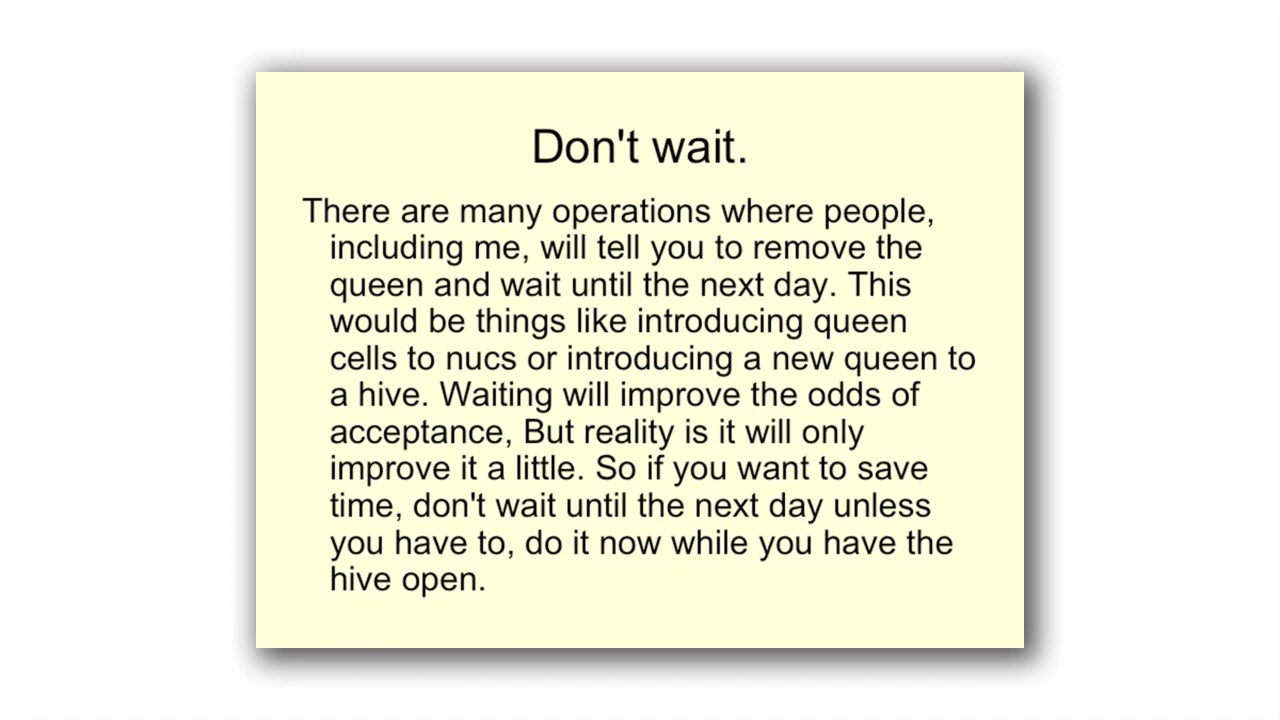 Don't wait.
There are many operations where people,
including me, will tell you to remove the
queen and wait until the next day. This
would be things like introducing queen
cells to nucs or introducing a new queen to
a hive. Waiting will improve the odds of
acceptance, But reality is it will only
improve it a little. So if you want to save
time, don't wait until the next day unless
you have to, do it now while you have the
hive open.